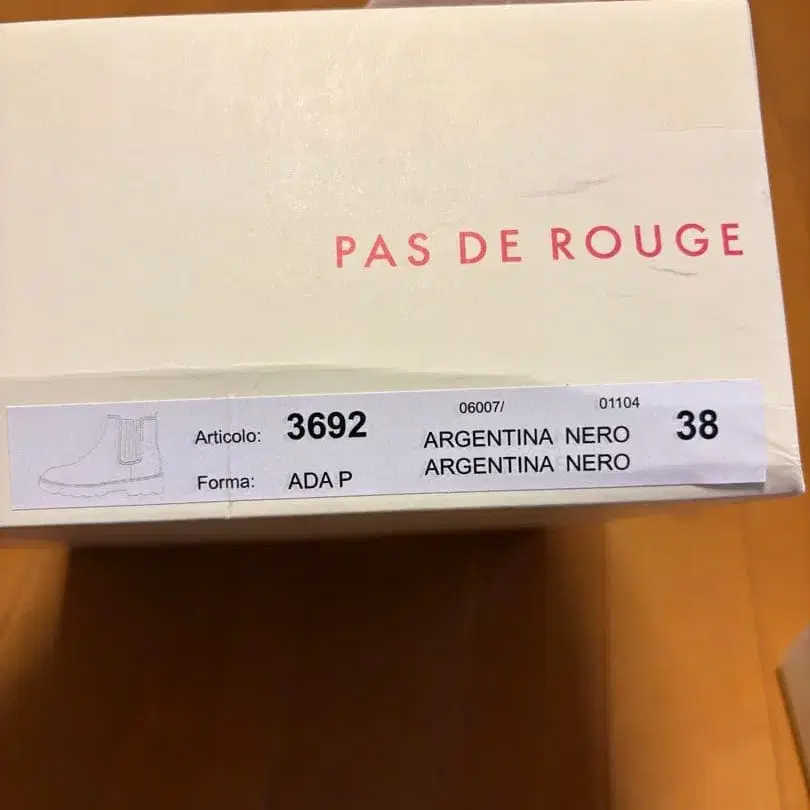 PAS DE ROUGE
06007/ 01104
Articolo: 3692 ARGENTINA NERO 38
Forma: ADA P ARGENTINA NERO